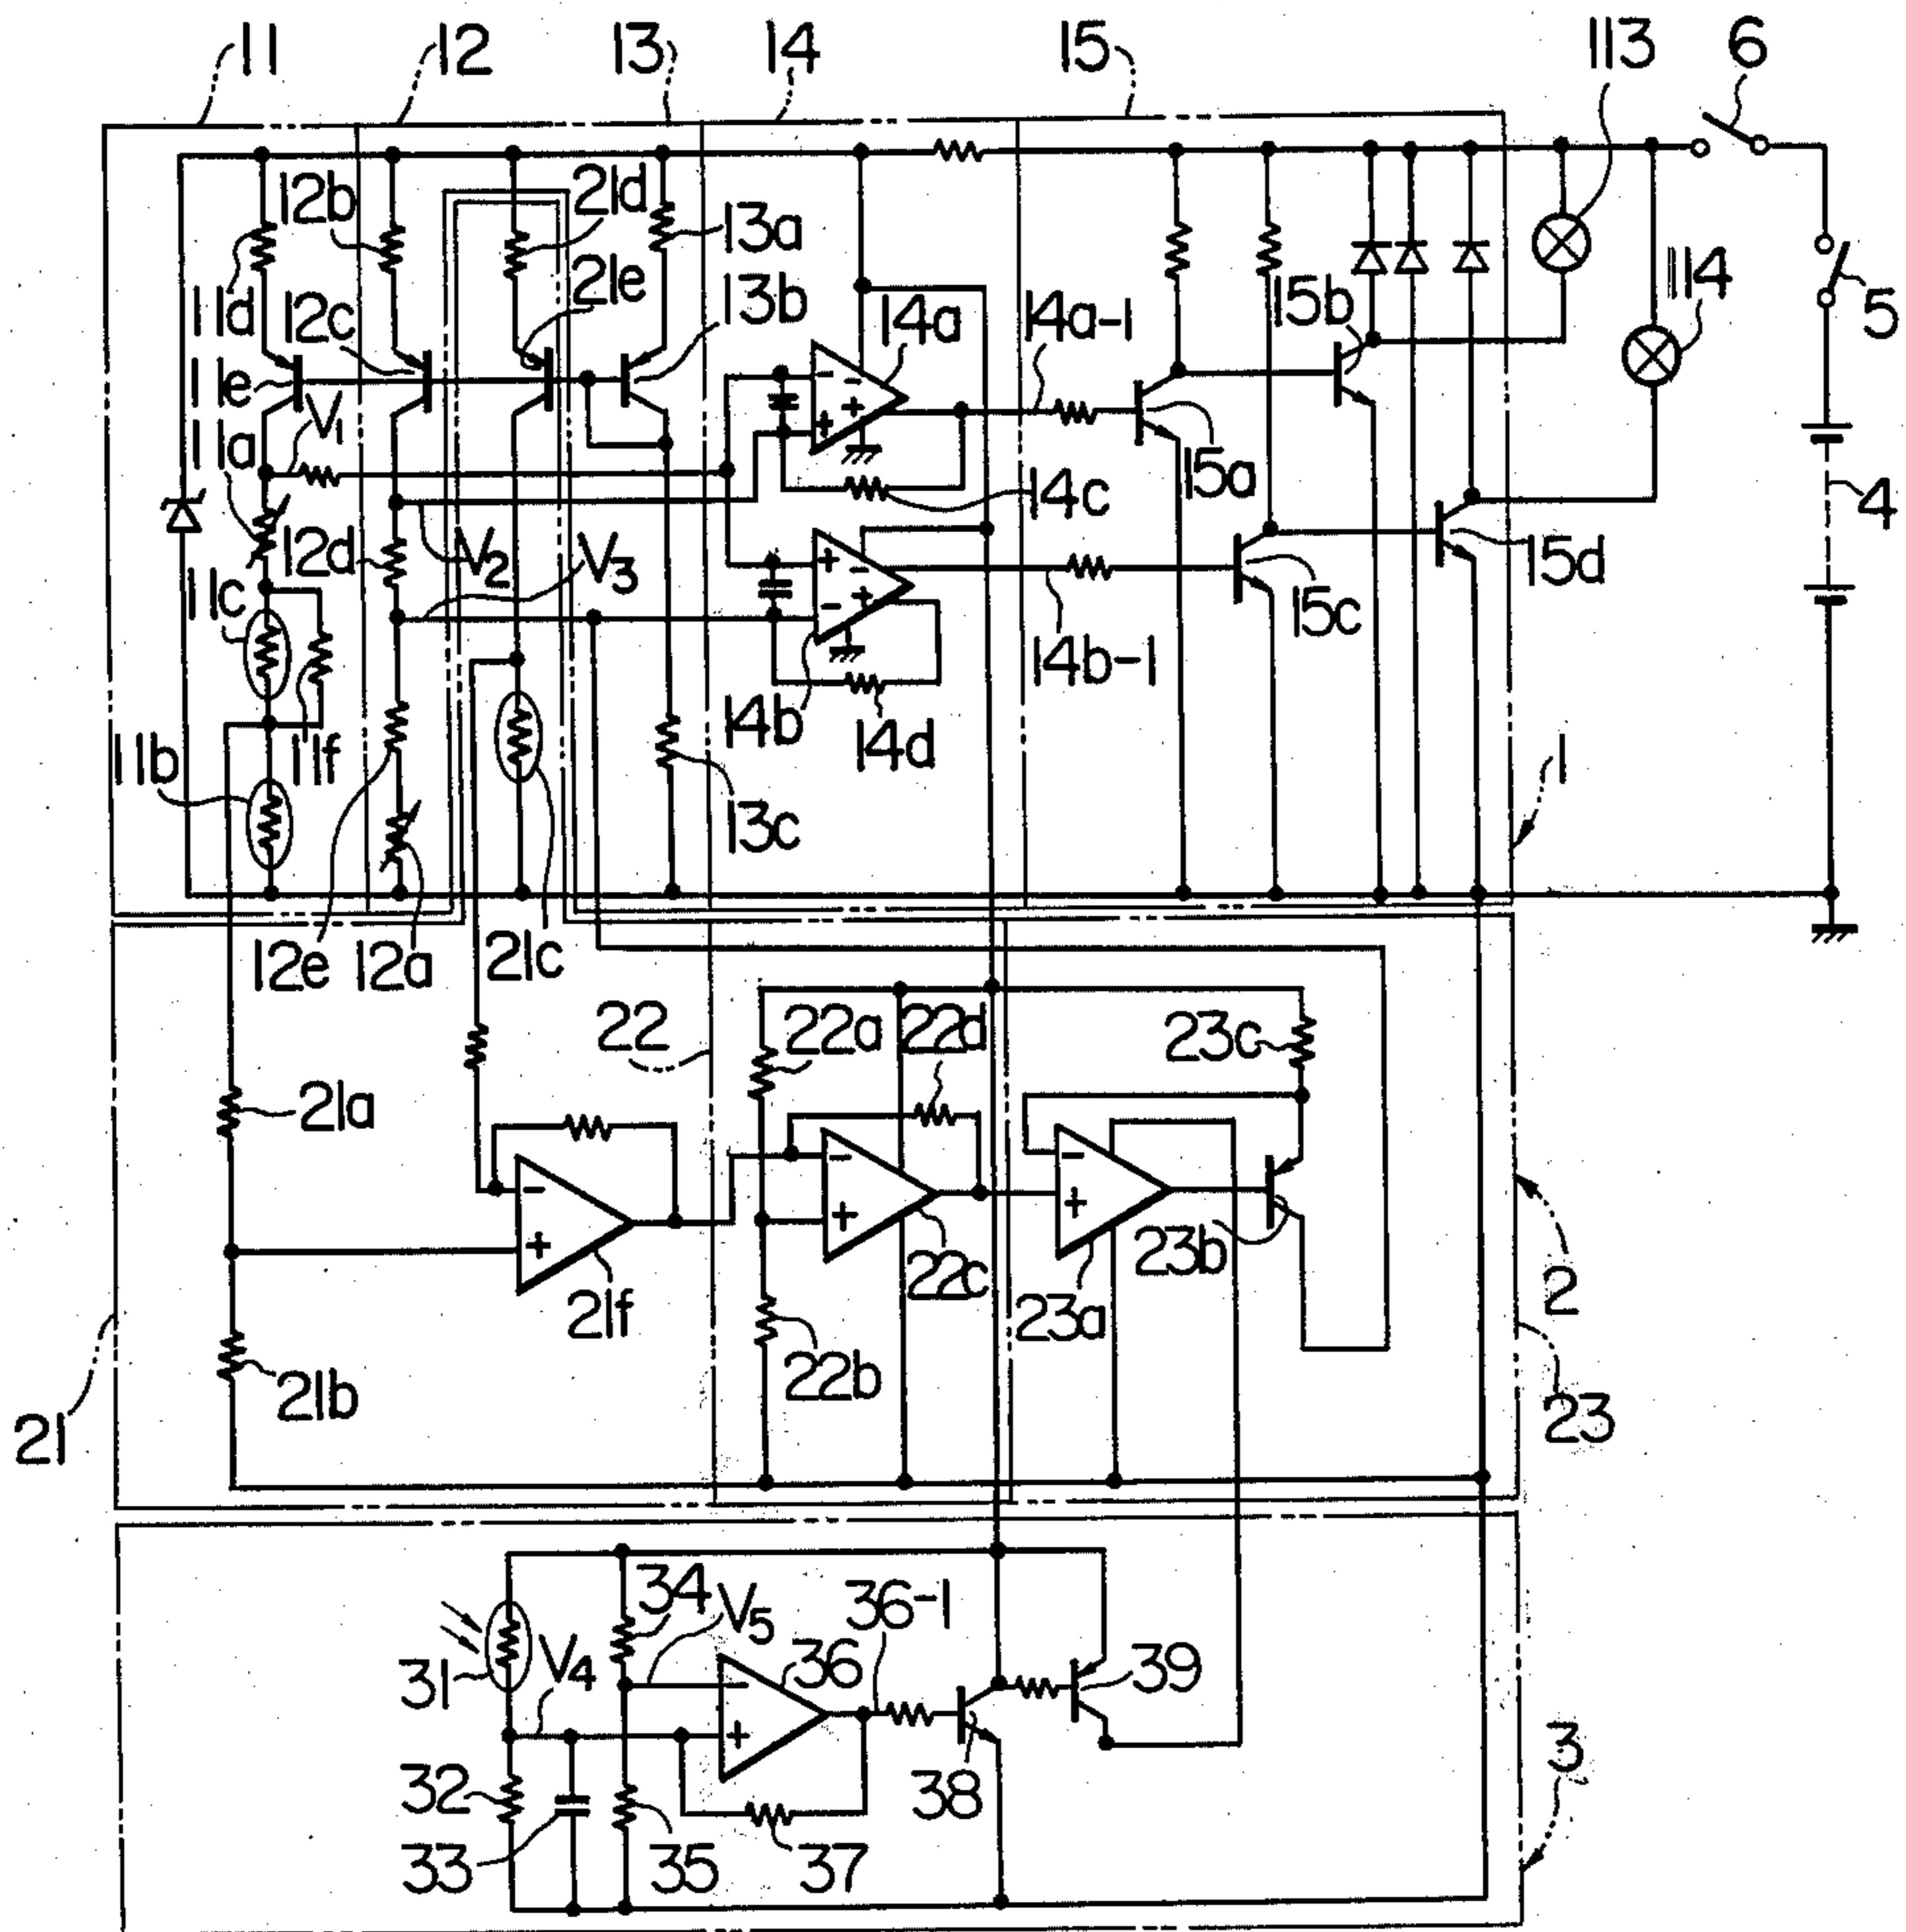 11 12 13 14 15 113 6
12b 21d 13a
11d 12c 21e 13b 14a 14a-1 15b 114 5
11e V1
11a 14c 15a 4
12d V2 V3 15d
11c 15c
14b-1
11b 11f 14b 14d 1
13c
12e 12a 21c
22 22a 22d 23c
21a
- - -
+ + +
21f 22c 23a 23b 2
21b 22b
21 23
34 V5 36-1
31 V4 36 39
-
+
32 38 3
33 35 37